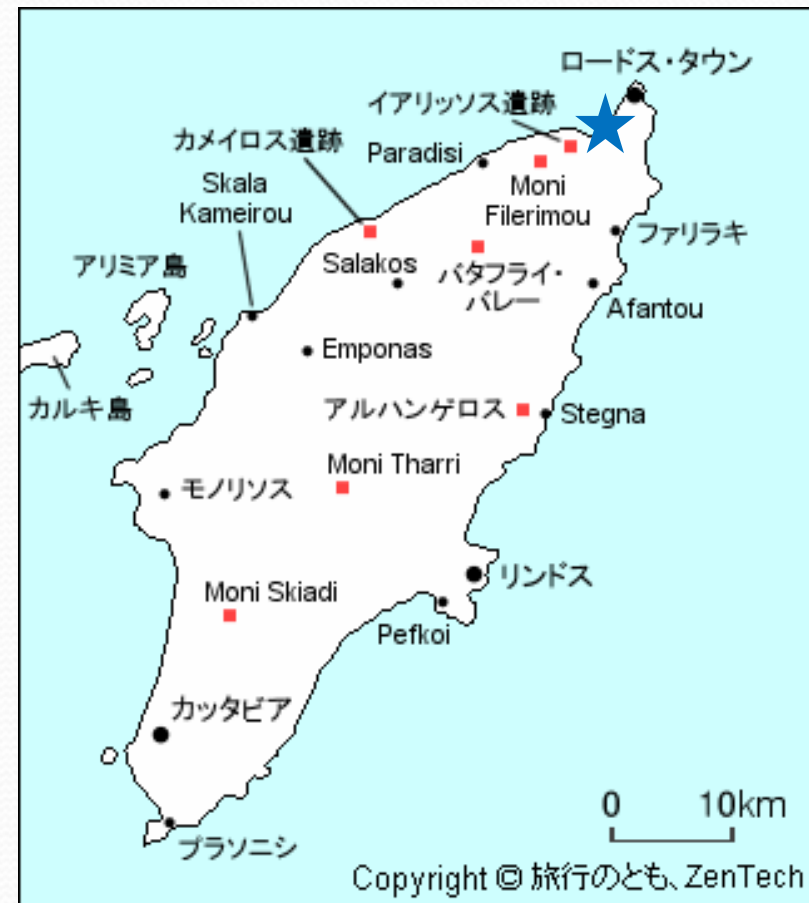 ロードス・タウン
イアリッソス遺跡
カメイロス遺跡
Paradisi
Skala
Kameirou
Moni
Filerimou
ファリラキ
アリミア島
Salakos
バタフライ・
バレー
Afantou
Emponas
カルキ島
アルハンゲロス
Stegna
Moni Tharri
モノリソス
リンドス
Moni Skiadi
Pefkoi
カッタビア
プラソニシ
0 10km
Copyright © 旅行のとも、ZenTech